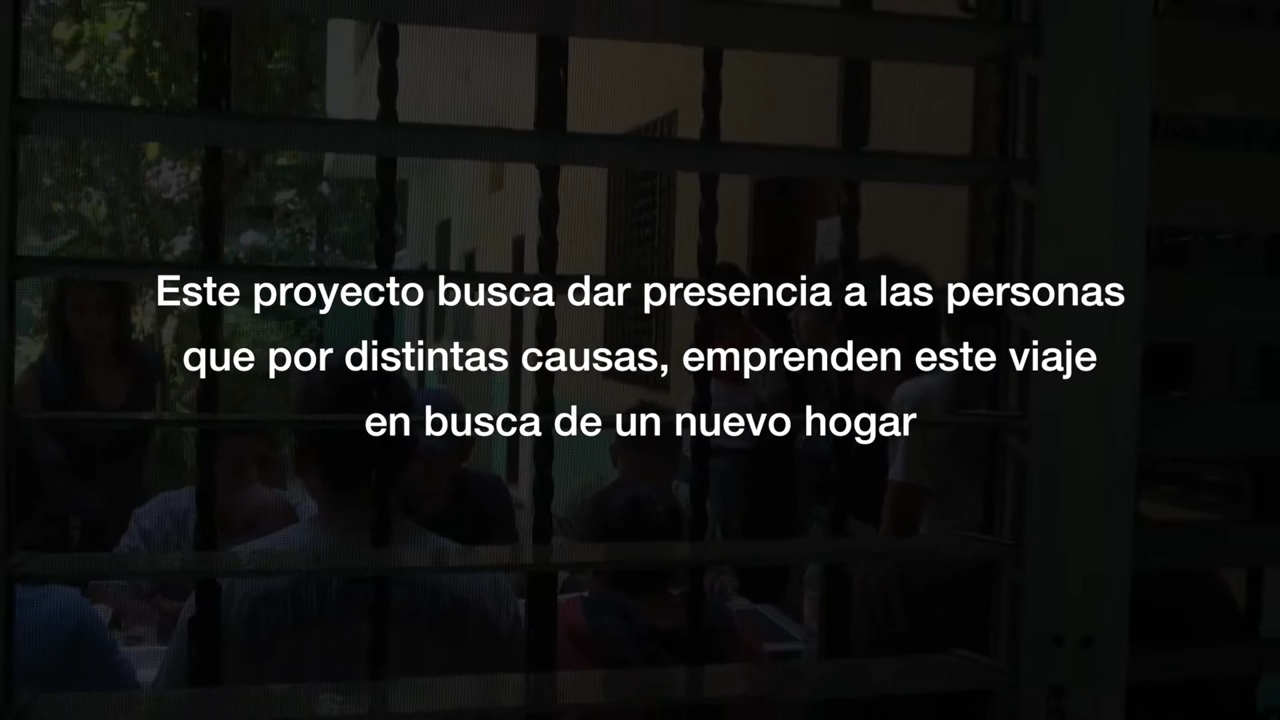 Este proyecto busca dar presencia a las personas
que por distintas causas, emprenden este viaje
en busca de un nuevo hogar